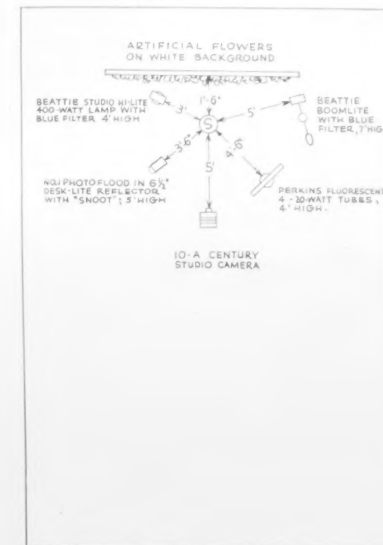 ARTIFICIAL FLOWERS
ON WHITE BACKGROUND
BEATTIE STUDIO HI-LITE
400-WATT LAMP WITH
BLUE FILTER 4' HIGH
3'
1'-6"
S
5'
BEATTIE
BOOMLITE
WITH BLUE
FILTER, 7' HIG
3'6"
5'
4'-6"
NO.1 PHOTOFLOOD IN 6½"
DESK-LITE REFLECTOR
WITH "SNOOT"; 5' HIGH
PERKINS FLUORESCENT
4-20-WATT TUBES,
4' HIGH.
10-A CENTURY
STUDIO CAMERA